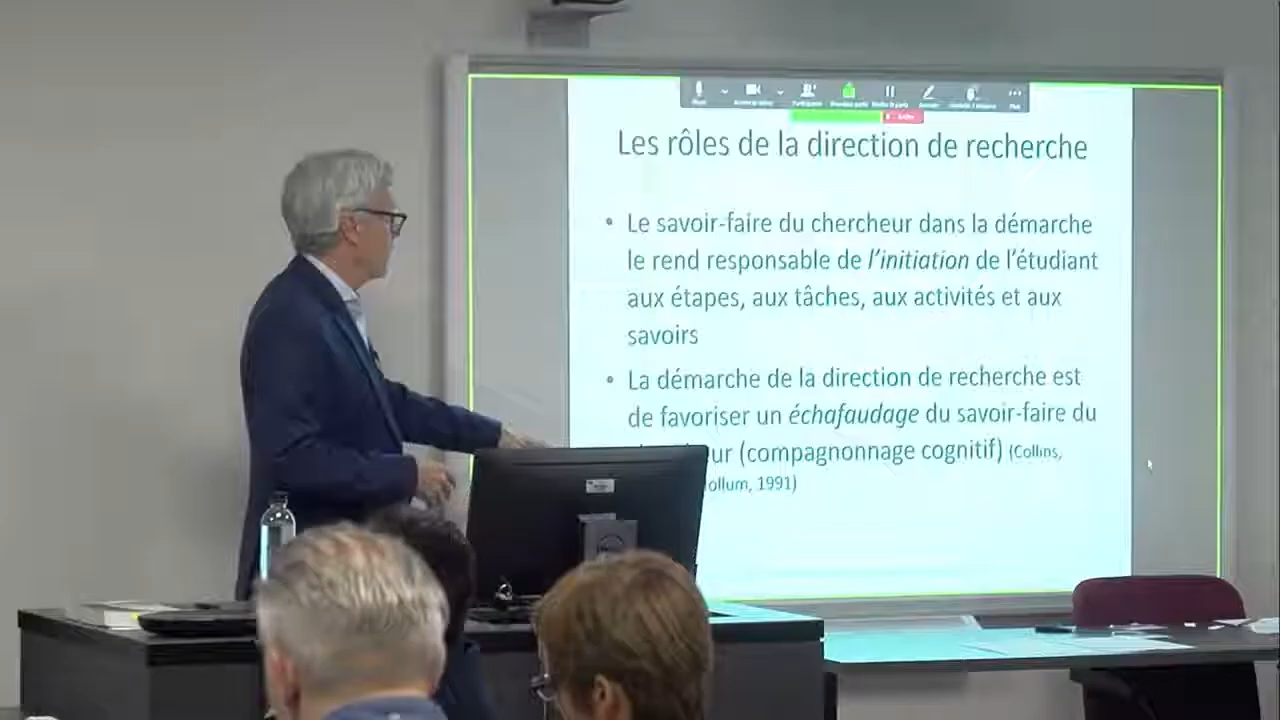 Les rôles de la direction de recherche
• Le savoir-faire du chercheur dans la démarche
le rend responsable de l'initiation de l'étudiant
aux étapes, aux tâches, aux activités et aux
savoirs
• La démarche de la direction de recherche est
de favoriser un échafaudage du savoir-faire du
(compagnonnage cognitif) (Collins,
1991)